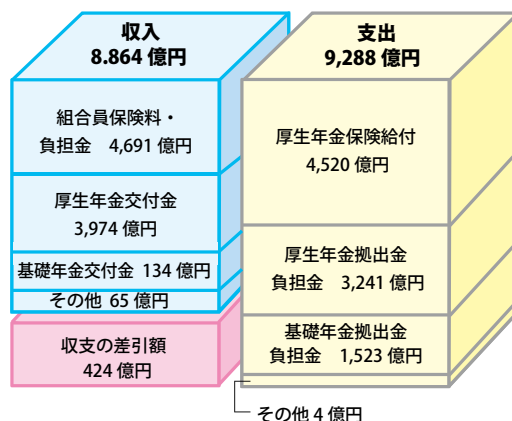 収入
8.864 億円
組合員保険料・
負担金 4,691 億円
厚生年金交付金
3,974 億円
基礎年金交付金 134 億円
その他 65 億円
収支の差引額
424 億円
支出
9,288 億円
厚生年金保険給付
4,520 億円
厚生年金拠出金
負担金 3,241 億円
基礎年金拠出金
負担金 1,523 億円
その他 4 億円